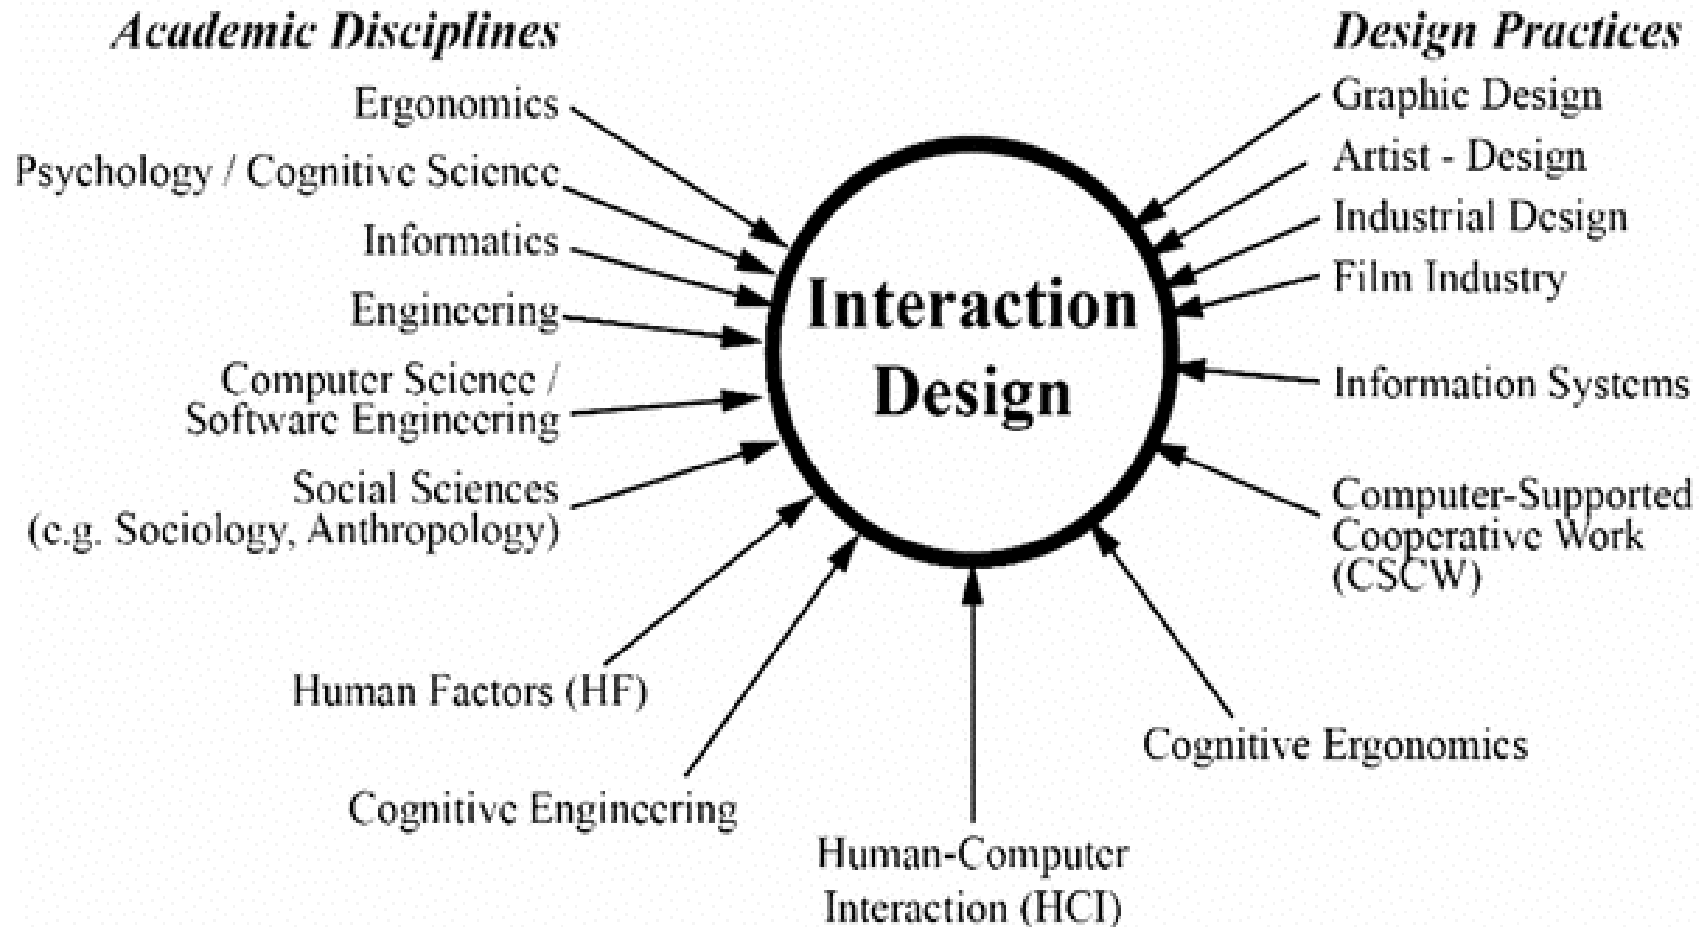 Academic Disciplines
Ergonomics
Psychology / Cognitive Science
Informatics
Engineering
Computer Science /
Software Engineering
Social Sciences
(e.g. Sociology, Anthropology)
Human Factors (HF)
Cognitive Engineering
Interaction
Design
Human-Computer
Interaction (HCI)
Design Practices
Graphic Design
Artist - Design
Industrial Design
Film Industry
Information Systems
Computer-Supported
Cooperative Work
(CSCW)
Cognitive Ergonomics